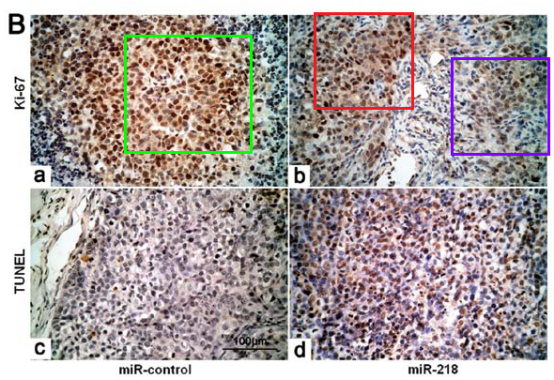 B
Ki-67
a
b
TUNEL
c
100μm
d
miR-control
miR-218